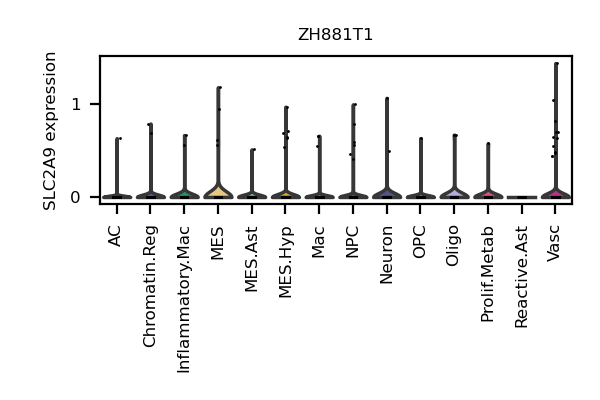 ZH881T1
SLC2A9 expression
1
0
AC
Chromatin.Reg
Inflammatory.Mac
MES
MES.Ast
MES.Hyp
Mac
NPC
Neuron
OPC
Oligo
Prolif.Metab
Reactive.Ast
Vasc